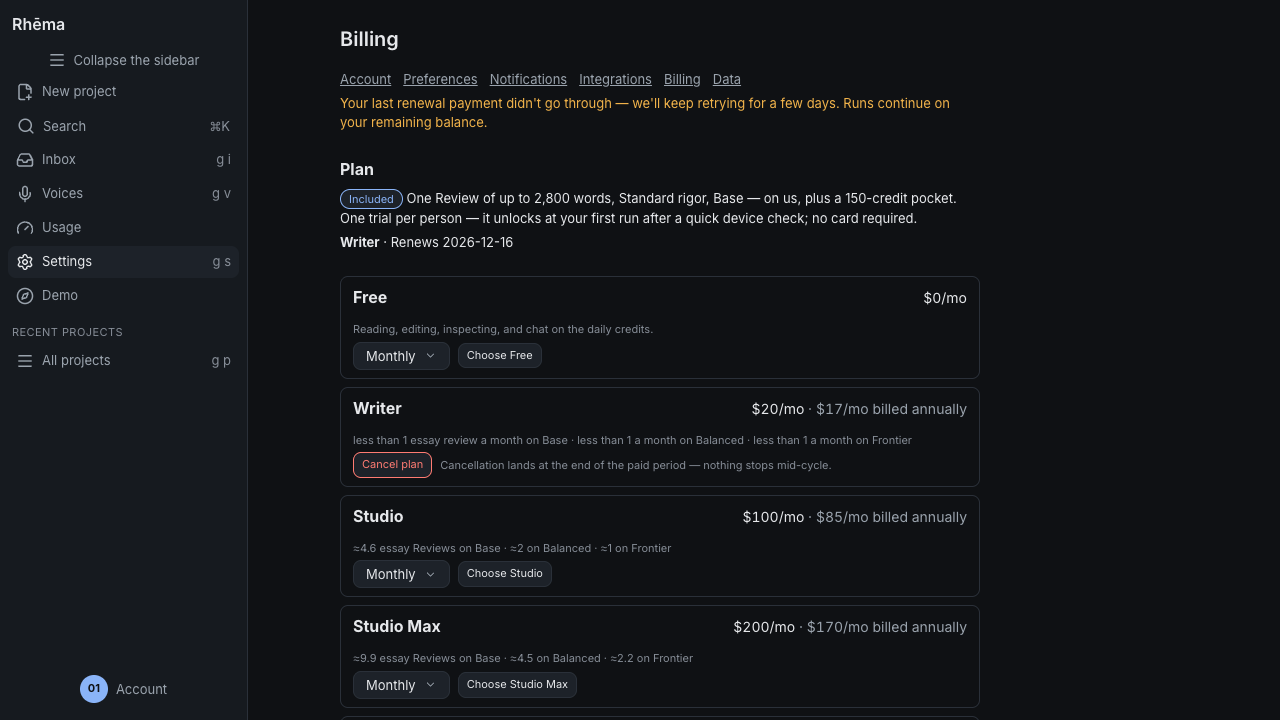 Rhēma
Collapse the sidebar
New project
Search ⌘K
Inbox g i
Voices g v
Usage
Settings g s
Demo
RECENT PROJECTS
All projects g p
01 Account
Billing
Account Preferences Notifications Integrations Billing Data
Your last renewal payment didn't go through — we'll keep retrying for a few days. Runs continue on
your remaining balance.
Plan
Included One Review of up to 2,800 words, Standard rigor, Base — on us, plus a 150-credit pocket.
One trial per person — it unlocks at your first run after a quick device check; no card required.
Writer · Renews 2026-12-16
Free $0/mo
Reading, editing, inspecting, and chat on the daily credits.
Monthly Choose Free
Writer $20/mo · $17/mo billed annually
less than 1 essay review a month on Base · less than 1 a month on Balanced · less than 1 a month on Frontier
Cancel plan Cancellation lands at the end of the paid period — nothing stops mid-cycle.
Studio $100/mo · $85/mo billed annually
≈4.6 essay Reviews on Base · ≈2 on Balanced · ≈1 on Frontier
Monthly Choose Studio
Studio Max $200/mo · $170/mo billed annually
≈9.9 essay Reviews on Base · ≈4.5 on Balanced · ≈2.2 on Frontier
Monthly Choose Studio Max